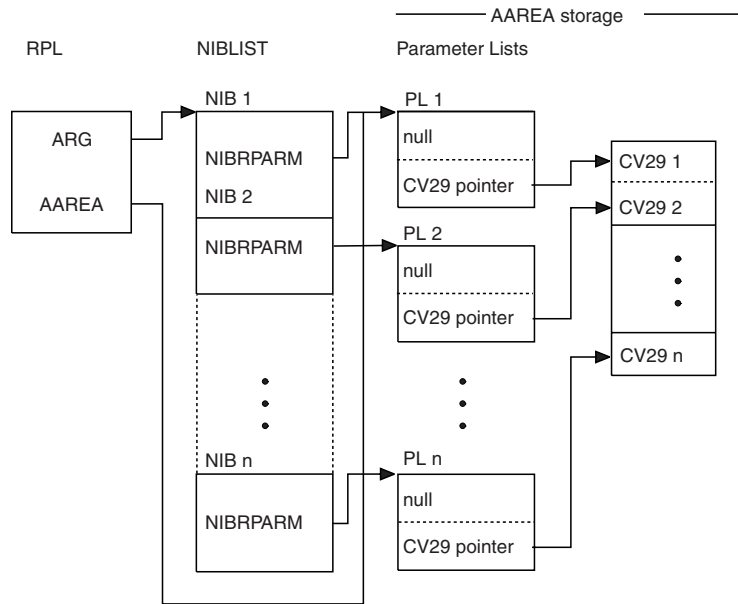 AAREA storage
RPL
NIBLIST
Parameter Lists
ARG
AAREA
NIB 1
NIBRPARM
NIB 2
NIBRPARM
NIB n
NIBRPARM
PL 1
null
CV29 pointer
PL 2
null
CV29 pointer
PL n
null
CV29 pointer
CV29 1
CV29 2
CV29 n